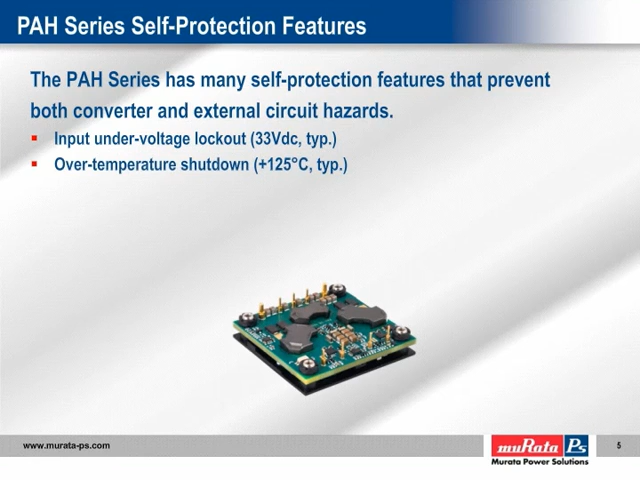 PAH Series Self-Protection Features
The PAH Series has many self-protection features that prevent
both converter and external circuit hazards.
Input under-voltage lockout (33Vdc, typ.)
Over-temperature shutdown (+125°C, typ.)
www.murata-ps.com
muRata Ps
Murata Power Solutions
5